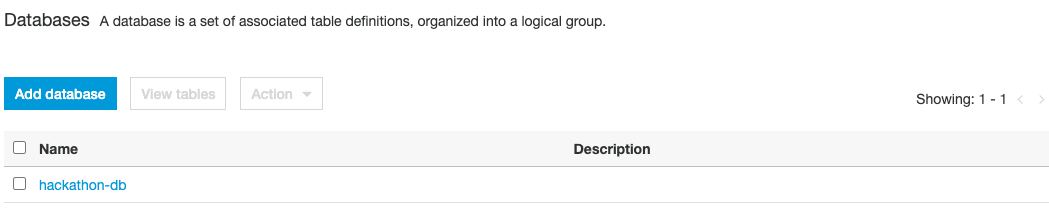 Databases A database is a set of associated table definitions, organized into a logical group.
Add database View tables Action
Showing: 1 - 1
Name Description
hackathon-db